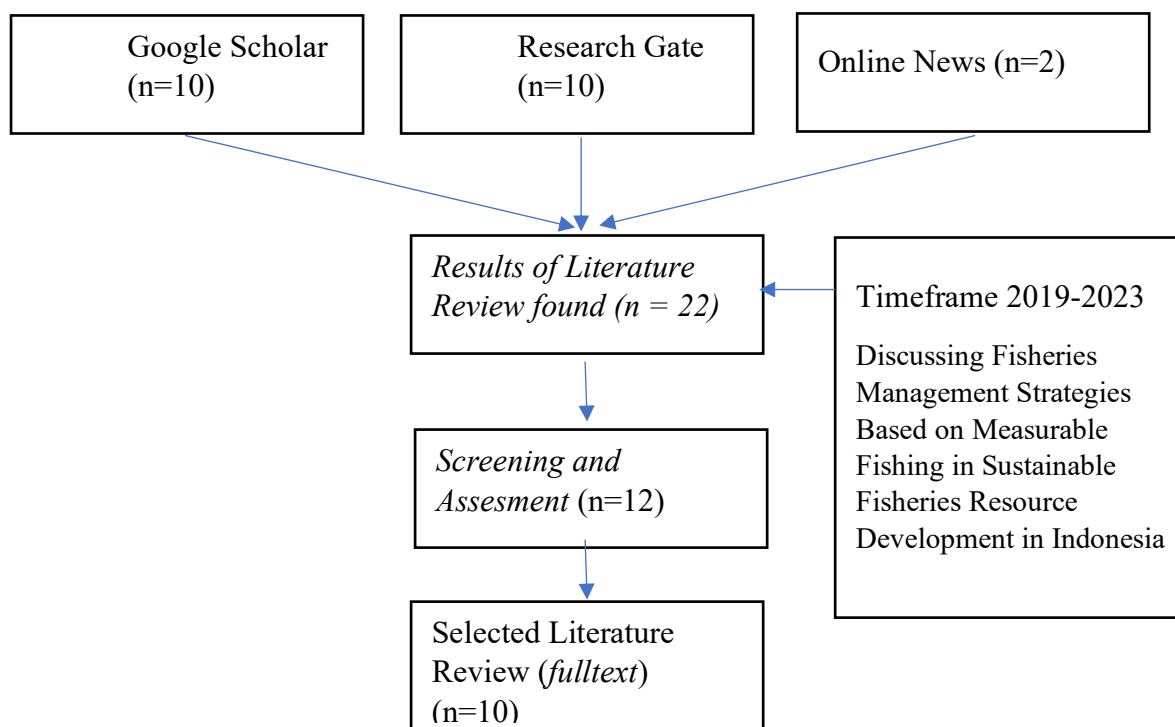 Google Scholar
(n=10)
Research Gate
(n=10)
Online News (n=2)
Results of Literature
Review found (n = 22)
Timeframe 2019-2023
Discussing Fisheries
Management Strategies
Based on Measurable
Fishing in Sustainable
Fisheries Resource
Development in Indonesia
Screening and
Assesment (n=12)
Selected Literature
Review (fulltext)
(n=10)